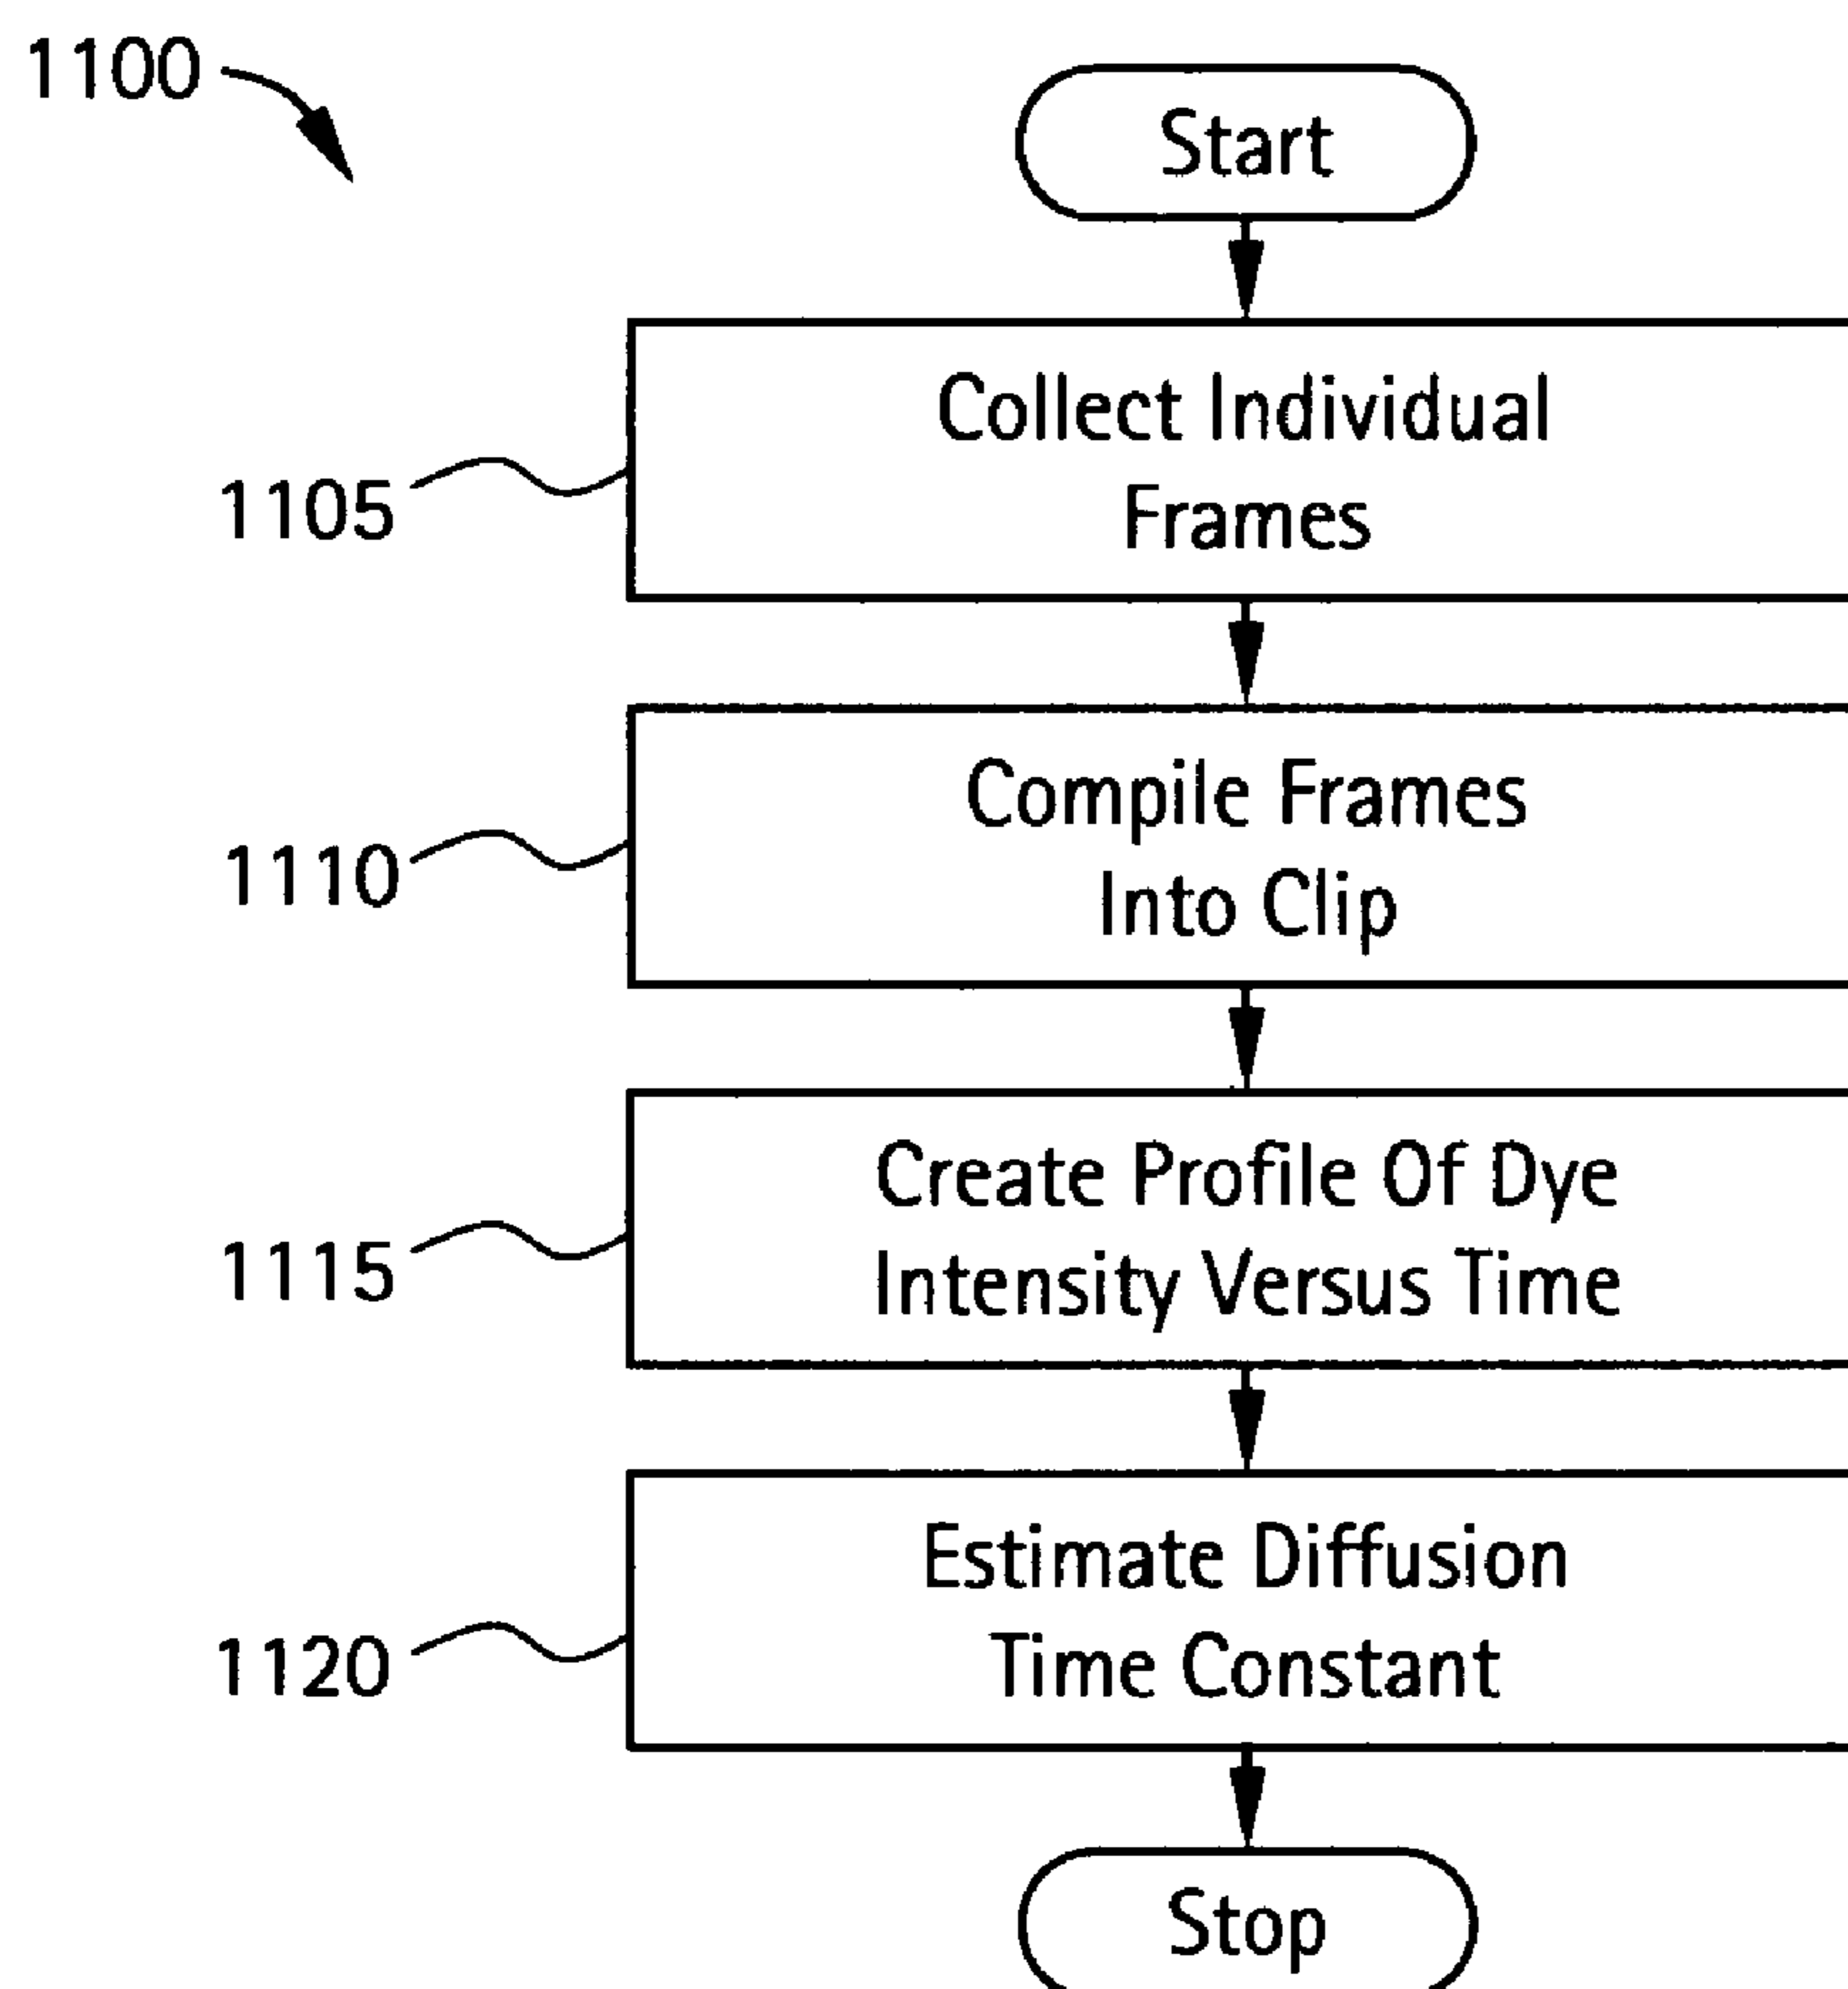 1100
Start
Collect Individual
Frames
1105
Compile Frames
Into Clip
1110
Create Profile Of Dye
Intensity Versus Time
1115
Estimate Diffusion
Time Constant
1120
Stop